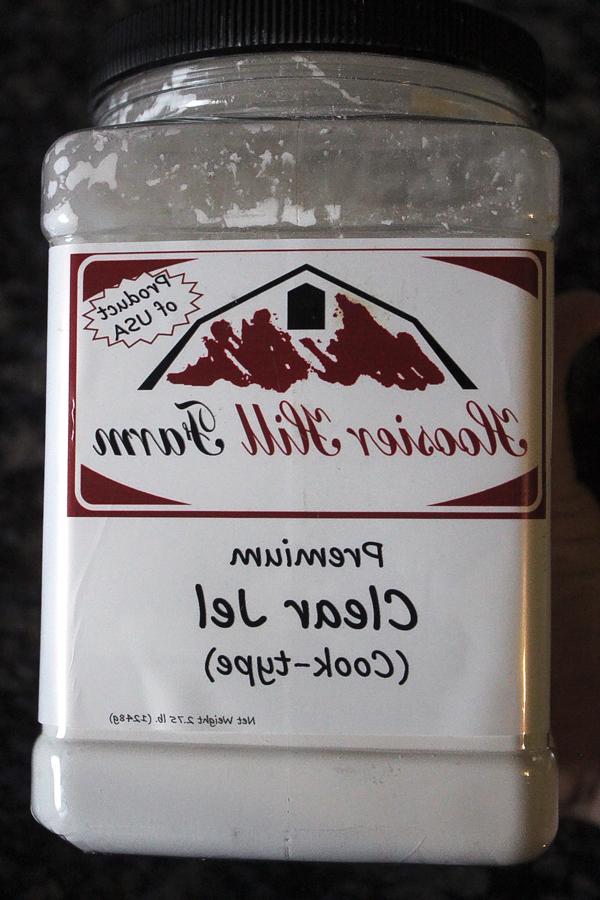 Product
of USA
Hoosier Hill Farm
Premium
Clear Jel
(Cook-type)
Net Weight 2.75 lb. (1248g)